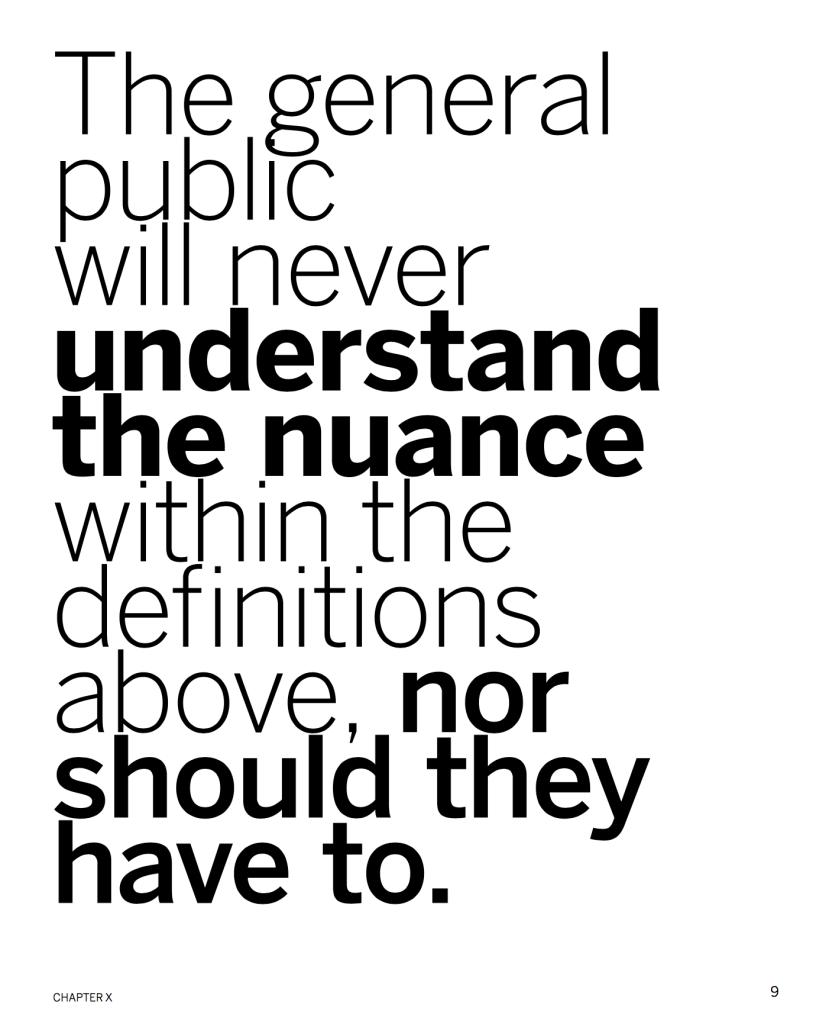 The general
public
will never
understand
the nuance
within the
definitions
above, nor
should they
have to.
CHAPTER X
9